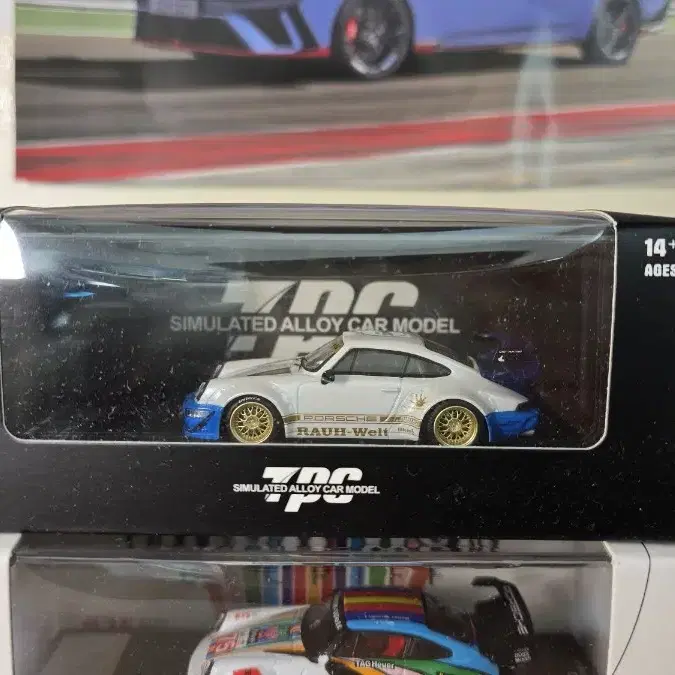 14+
AGES
TPC
SIMULATED ALLOY CAR MODEL
PORSCHE
RAUH-Welt
TPC
SIMULATED ALLOY CAR MODEL
TAG Heuer